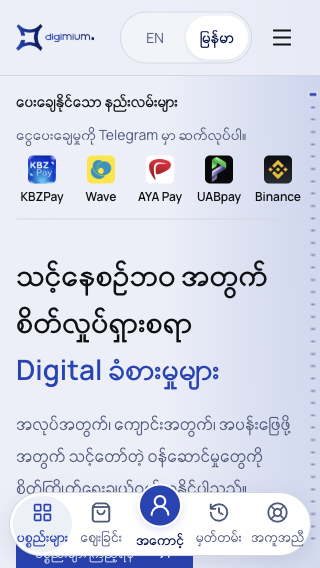 digimium.
EN
မြန်မာ
ပေးချေနိုင်သော နည်းလမ်းများ
ငွေပေးချေမှုကို Telegram မှာ ဆက်လုပ်ပါ။
KBZ Pay
KBZPay
Wave
AYA Pay
UABpay
Binance
သင့်နေ့စဉ်ဘဝ အတွက်
စိတ်လှုပ်ရှားစရာ
Digital ခံစားမှုများ
အလုပ်အတွက်၊ ကျောင်းအတွက်၊ အပန်းဖြေဖို့
အတွက် သင့်တော်တဲ့ ဝန်ဆောင်မှုတွေကို
ပစ္စည်းများ
ဈေးခြင်း
အကောင့်
မှတ်တမ်း
အကူအညီ